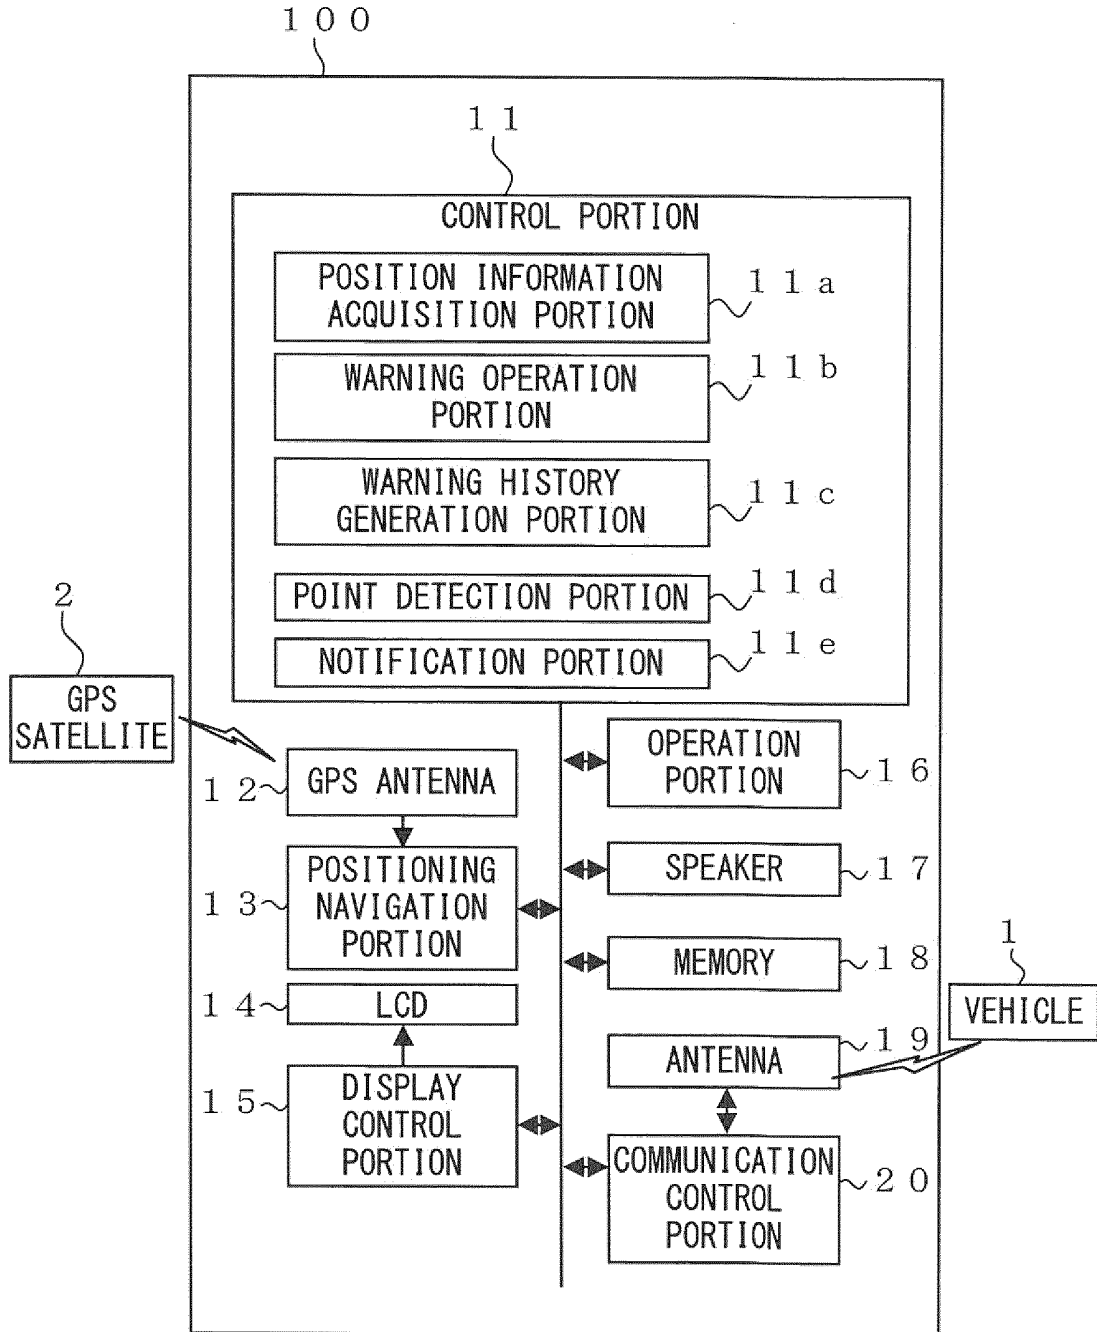 100
11
CONTROL PORTION
POSITION INFORMATION
ACQUISITION PORTION
11a
WARNING OPERATION
PORTION
11b
WARNING HISTORY
GENERATION PORTION
11c
POINT DETECTION PORTION
11d
NOTIFICATION PORTION
11e
2
GPS
SATELLITE
12
GPS ANTENNA
OPERATION
PORTION
16
13
POSITIONING
NAVIGATION
PORTION
SPEAKER
17
MEMORY
18
14
LCD
1
VEHICLE
ANTENNA
19
15
DISPLAY
CONTROL
PORTION
COMMUNICATION
CONTROL
PORTION
20